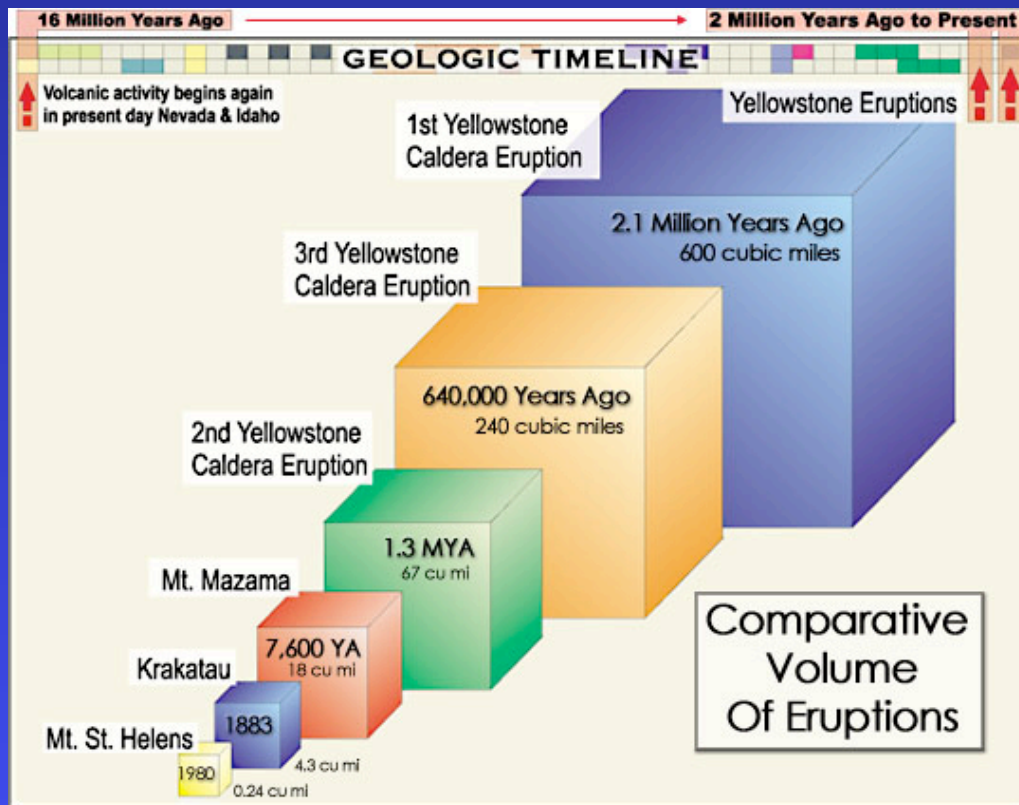 16 Million Years Ago
2 Million Years Ago to Present
GEOLOGIC TIMELINE
Volcanic activity begins again
in present day Nevada & Idaho
Yellowstone Eruptions
1st Yellowstone
Caldera Eruption
2.1 Million Years Ago
600 cubic miles
3rd Yellowstone
Caldera Eruption
640,000 Years Ago
240 cubic miles
2nd Yellowstone
Caldera Eruption
1.3 MYA
67 cu mi
Mt. Mazama
7,600 YA
18 cu mi
Krakatau
1883
4.3 cu mi
Mt. St. Helens
1980
0.24 cu mi
Comparative
Volume
Of Eruptions